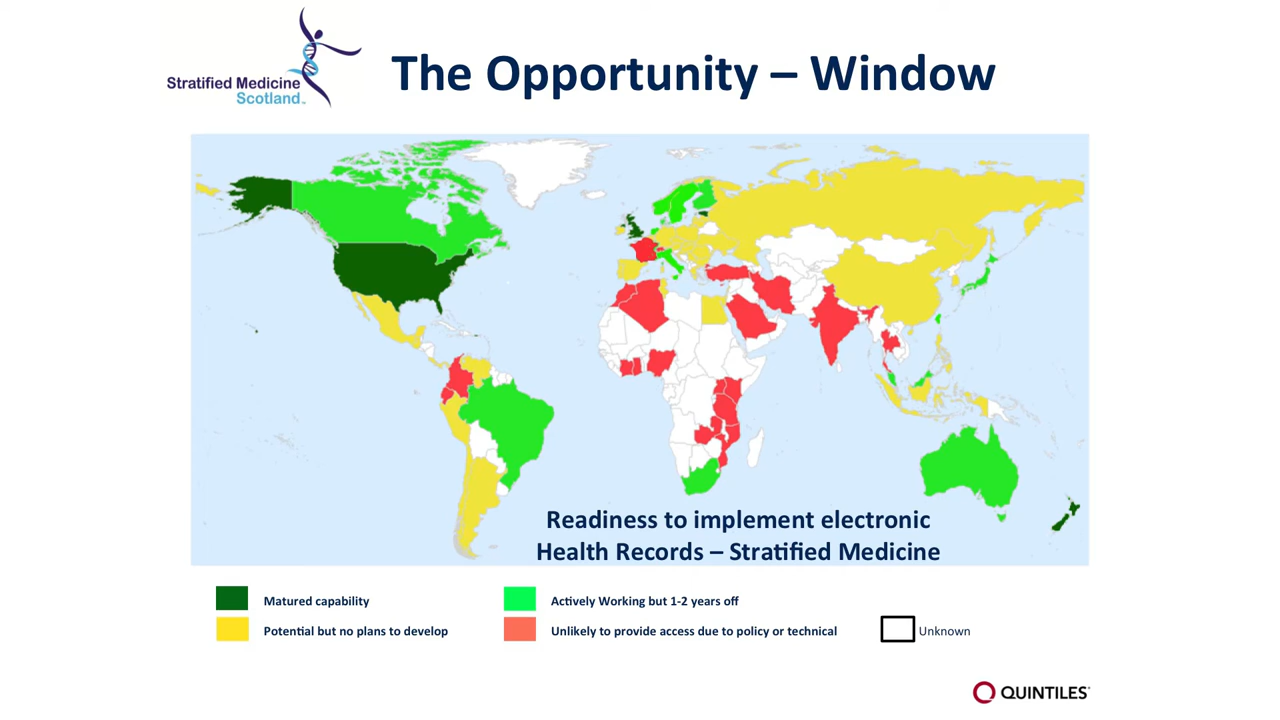 Stratified Medicine
Scotland™
The Opportunity – Window
Readiness to implement electronic
Health Records – Stratified Medicine
Matured capability
Actively Working but 1-2 years off
Potential but no plans to develop
Unlikely to provide access due to policy or technical
Unknown
QUINTILES